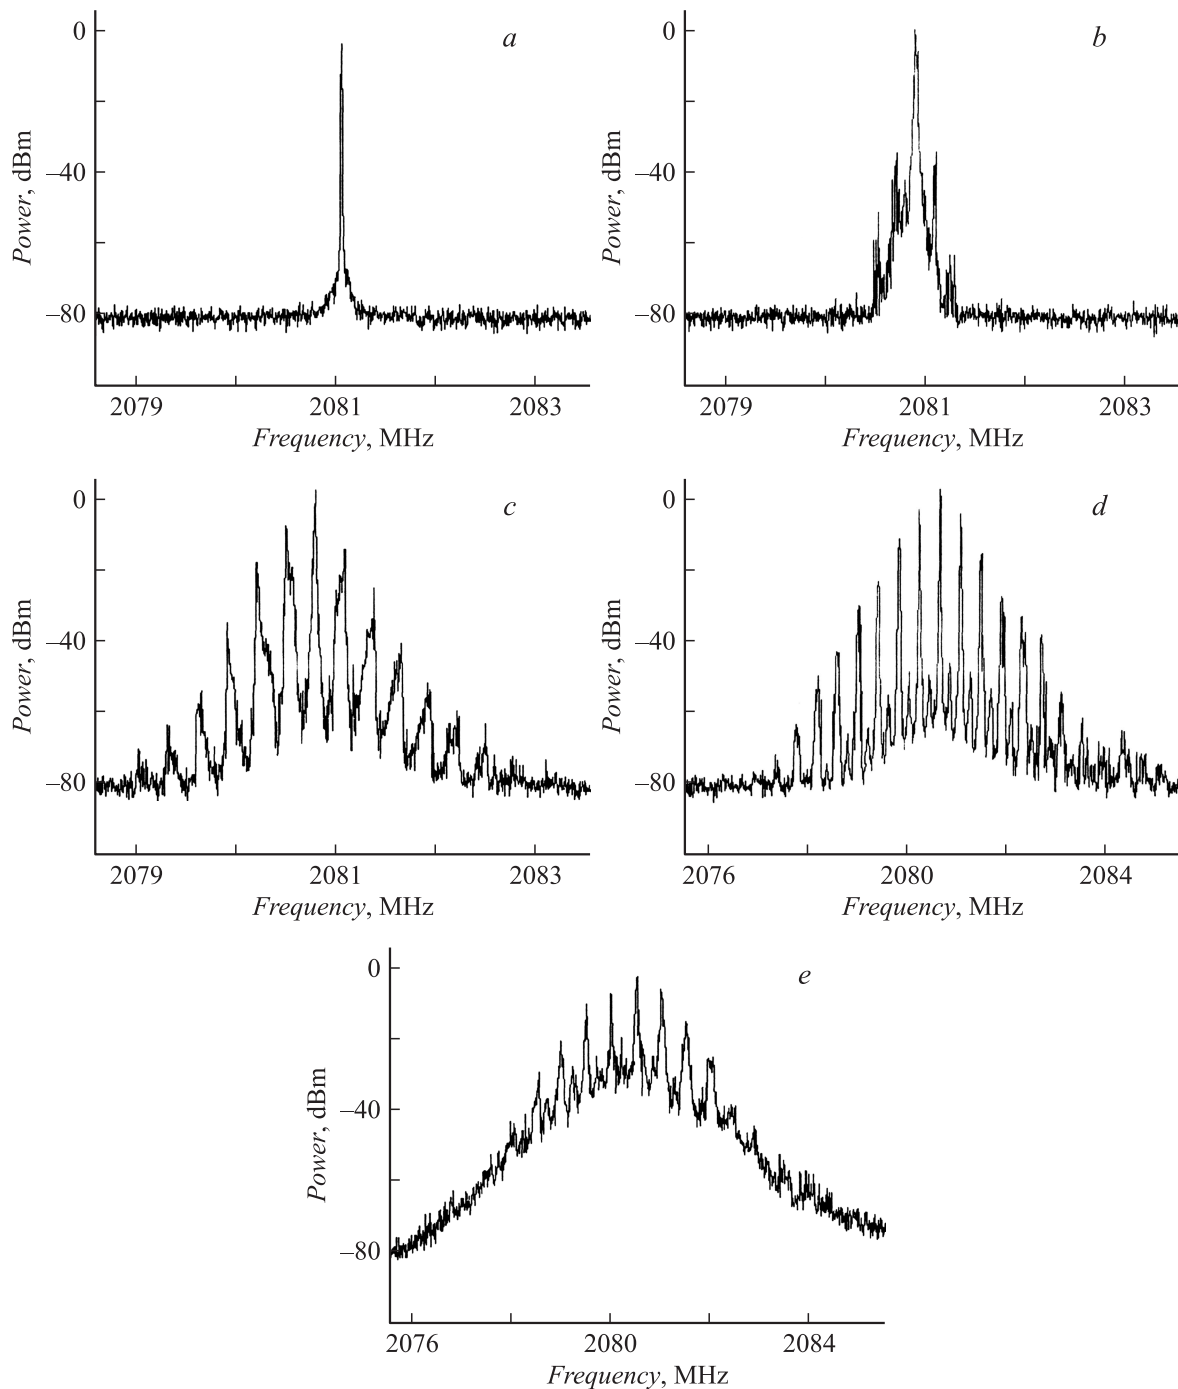 0
–40
–80
Power, dBm
a
2079
2081
2083
Frequency, MHz
0
–40
–80
Power, dBm
b
2079
2081
2083
Frequency, MHz
0
–40
–80
Power, dBm
c
2079
2081
2083
Frequency, MHz
0
–40
–80
Power, dBm
d
2076
2080
2084
Frequency, MHz
0
–40
–80
Power, dBm
e
2076
2080
2084
Frequency, MHz